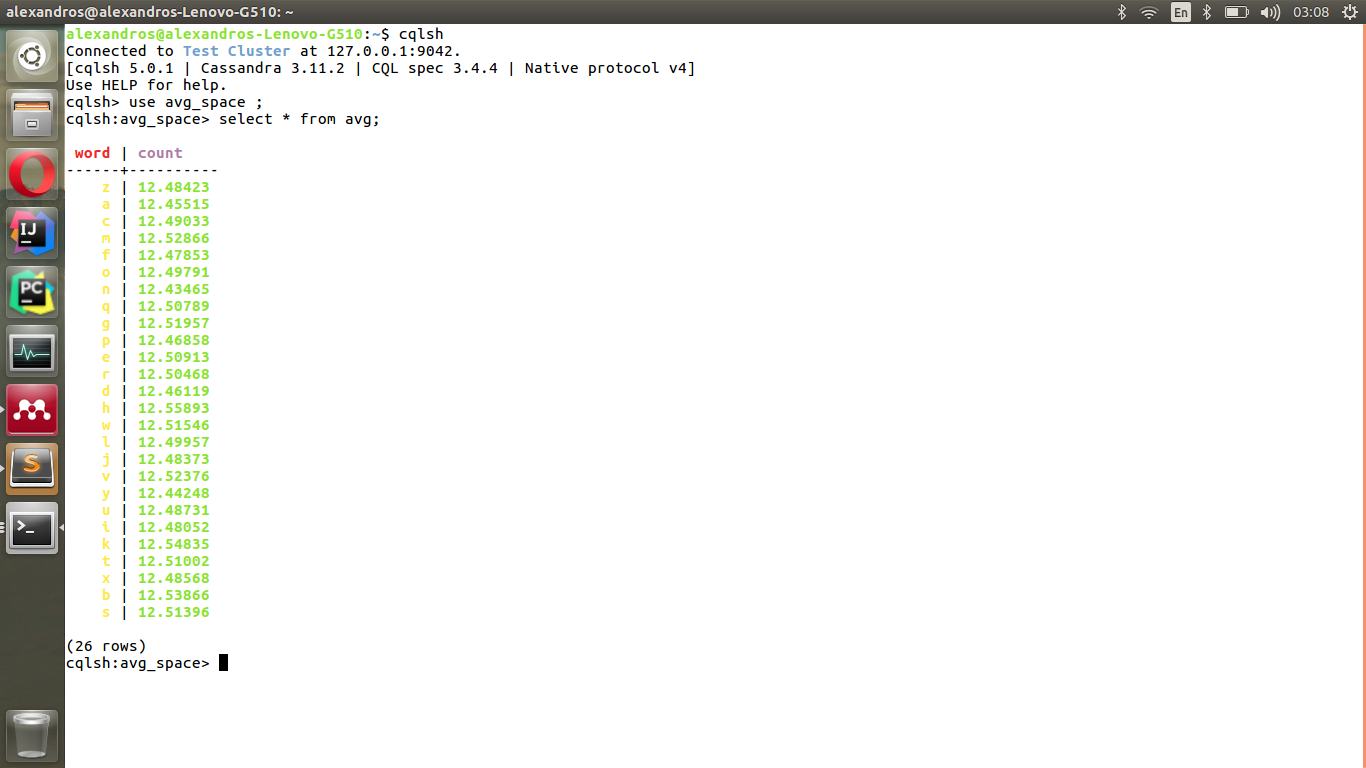 alexandros@alexandros-Lenovo-G510: ~
En
03:08
alexandros@alexandros-Lenovo-G510:~$ cqlsh
Connected to Test Cluster at 127.0.0.1:9042.
[cqlsh 5.0.1 | Cassandra 3.11.2 | CQL spec 3.4.4 | Native protocol v4]
Use HELP for help.
cqlsh> use avg_space ;
cqlsh:avg_space> select * from avg;
word | count
------+----------
z | 12.48423
a | 12.45515
c | 12.49033
m | 12.52866
f | 12.47853
o | 12.49791
n | 12.43465
q | 12.50789
g | 12.51957
p | 12.46858
e | 12.50913
r | 12.50468
d | 12.46119
h | 12.55893
w | 12.51546
l | 12.49957
j | 12.48373
v | 12.52376
y | 12.44248
u | 12.48731
i | 12.48052
k | 12.54835
t | 12.51002
x | 12.48568
b | 12.53866
s | 12.51396
(26 rows)
cqlsh:avg_space>
IJ
PC
S
>_